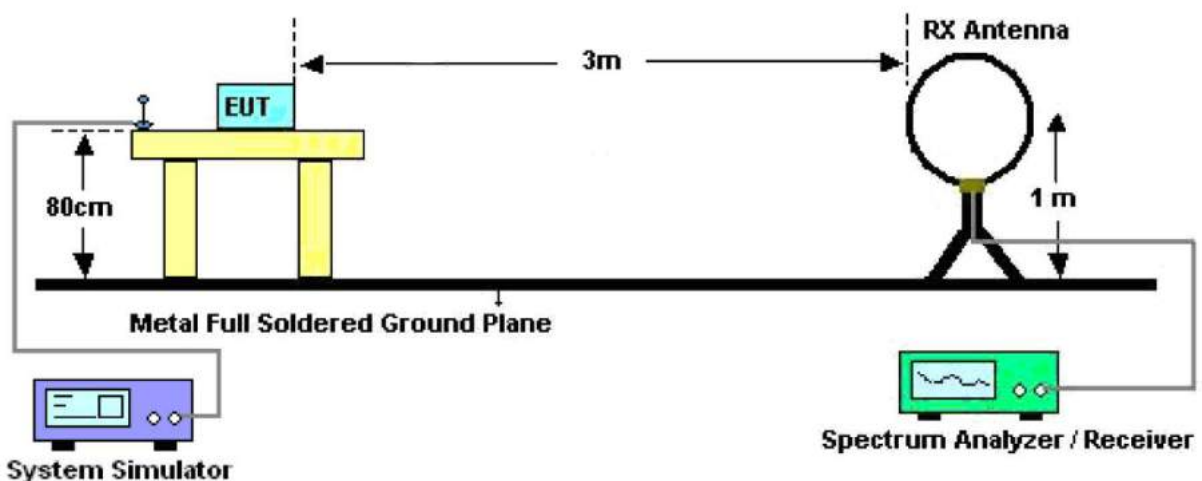 RX Antenna
3m
EUT
80cm
1 m
Metal Full Soldered Ground Plane
System Simulator
Spectrum Analyzer / Receiver